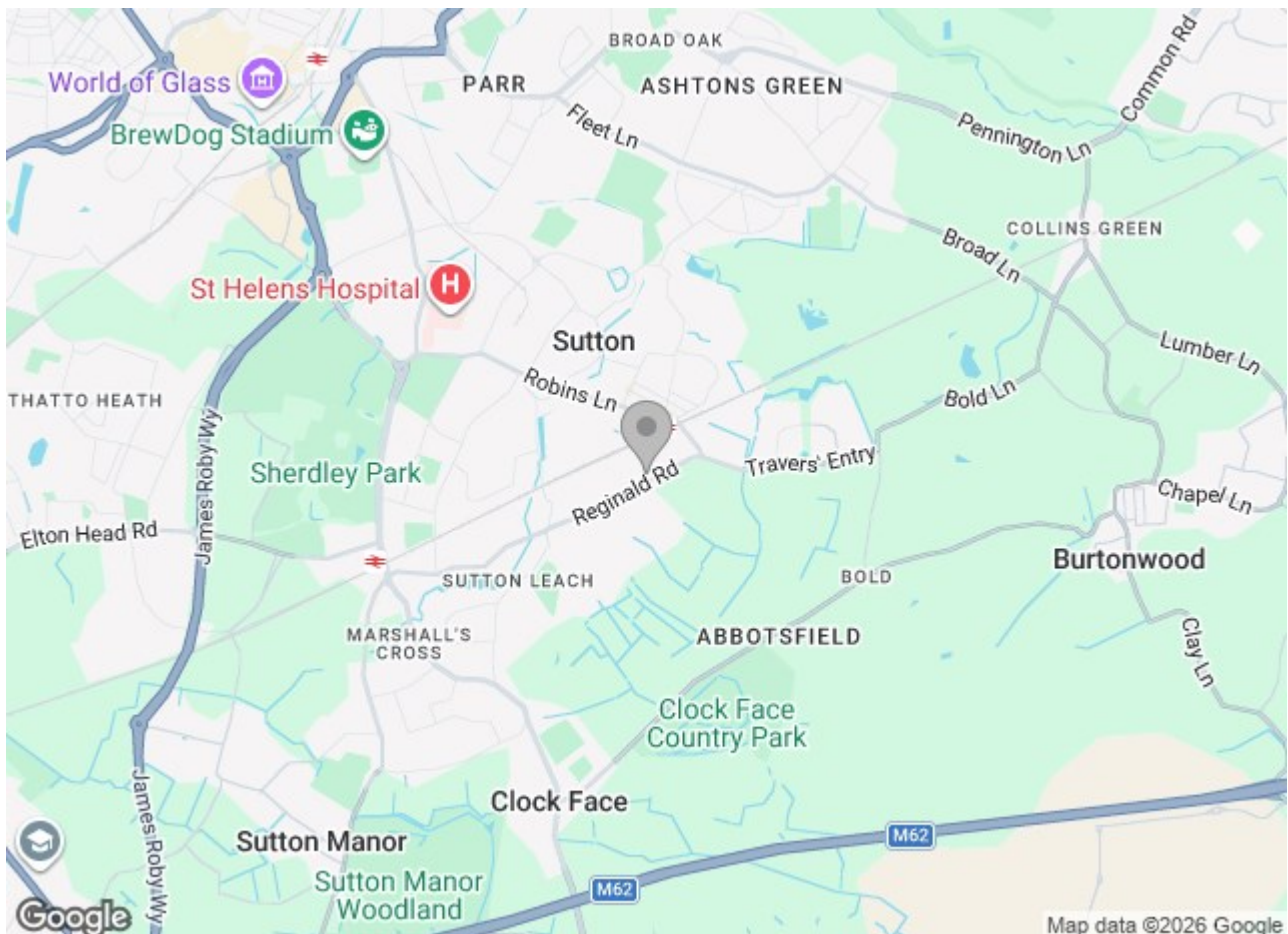 BROAD OAK
World of Glass
PARR
ASHTONS GREEN
Common Rd
BrewDog Stadium
Fleet Ln
Pennington Ln
COLLINS GREEN
Broad Ln
St Helens Hospital
H
Sutton
Lumber Ln
Robins Ln
Bold Ln
THATTO HEATH
James Roby Wy
Sherdley Park
Travers' Entry
Reginald Rd
Chapel Ln
Elton Head Rd
Burtonwood
SUTTON LEACH
BOLD
MARSHALL'S
CROSS
ABBOTSFIELD
Clay Ln
Clock Face
Country Park
James Roby Wy
Clock Face
Sutton Manor
M62
M62
Sutton Manor
Woodland
Google
Map data ©2026 Google